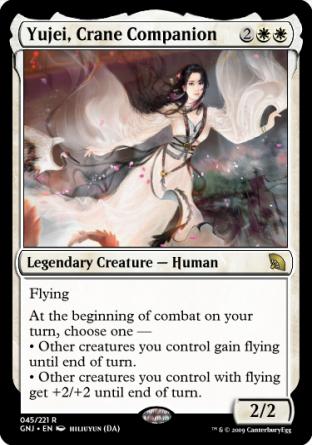 Yujei, Crane Companion 2
Legendary Creature — Human
Flying
At the beginning of combat on your
turn, choose one —
• Other creatures you control gain flying
until end of turn.
• Other creatures you control with flying
get +2/+2 until end of turn.
2/2
045/221 R
GNJ • EN HILIUYUN (DA)
™ & © 2019 CanterburyEgg